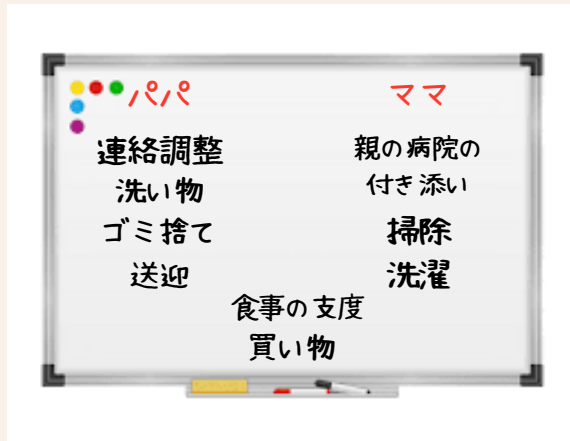 パパ
連絡調整
洗い物
ゴミ捨て
送迎
ママ
親の病院の
付き添い
掃除
洗濯
食事の支度
買い物